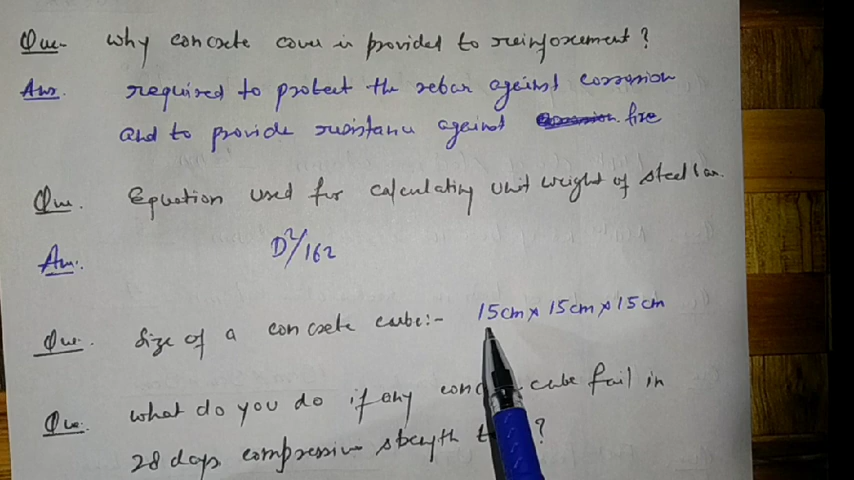 Que. Why concrete cover is provided to reinforcement?
Ans. required to protect the rebar against corrosion
and to provide resistance against fire
Que. Equation used for calculating unit weight of steel bar.
Ans. D²/162
Que. Size of a concrete cube:- 15cm x 15cm x 15cm
Que. What do you do if any conc cube fail in
28 days compressive strength t ?